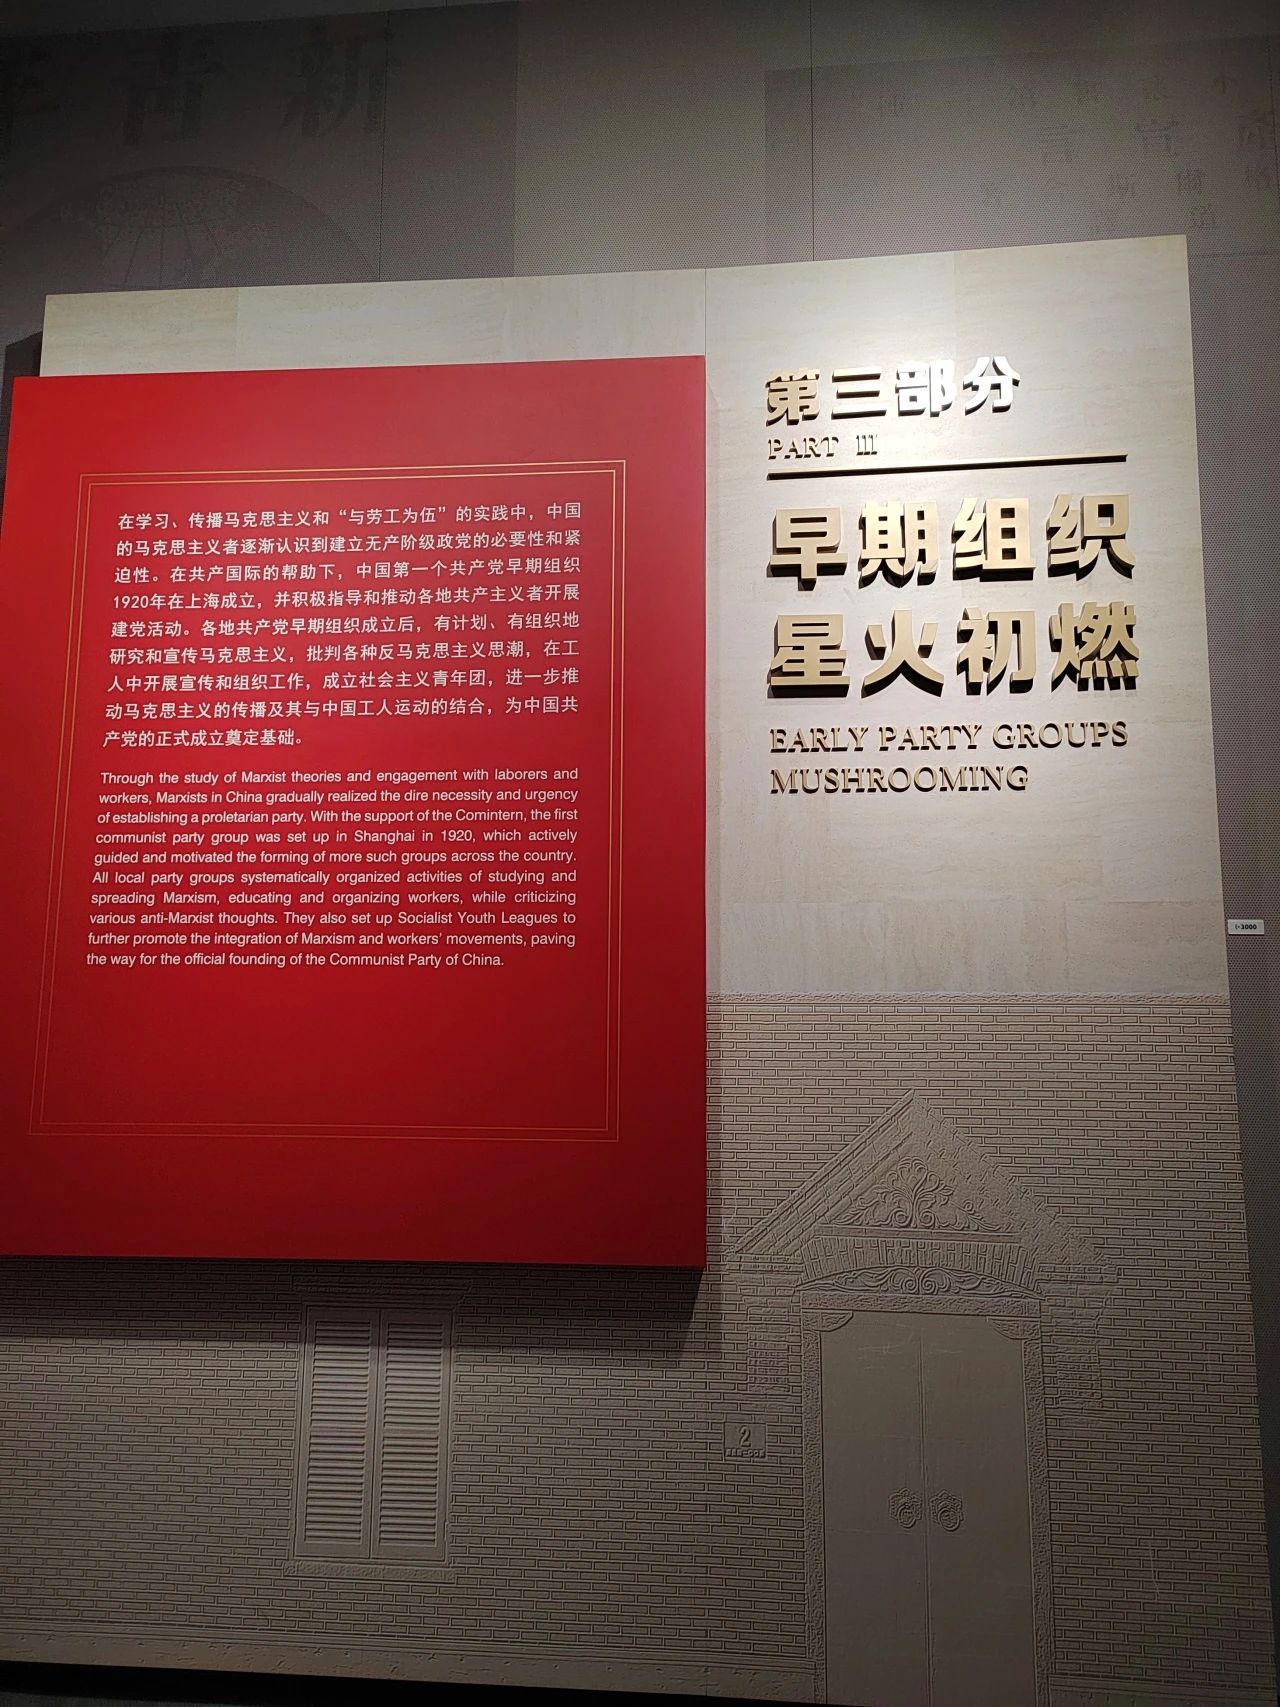 在学习、传播马克思主义和“与劳工为伍”的实践中，中国
的马克思主义者逐渐认识到建立无产阶级政党的必要性和紧
迫性。在共产国际的帮助下，中国第一个共产党早期组织
1920年在上海成立，并积极指导和推动各地共产主义者开展
建党活动。各地共产党早期组织成立后，有计划、有组织地
研究和宣传马克思主义，批判各种反马克思主义思潮，在工
人中开展宣传和组织工作，成立社会主义青年团，进一步推
动马克思主义的传播及其与中国工人运动的结合，为中国共
产党的正式成立奠定基础。
Through the study of Marxist theories and engagement with laborers and
workers, Marxists in China gradually realized the dire necessity and urgency
of establishing a proletarian party. With the support of the Comintern, the first
communist party group was set up in Shanghai in 1920, which actively
guided and motivated the forming of more such groups across the country.
All local party groups systematically organized activities of studying and
spreading Marxism, educating and organizing workers, while criticizing
various anti-Marxist thoughts. They also set up Socialist Youth Leagues to
further promote the integration of Marxism and workers' movements, paving
the way for the official founding of the Communist Party of China.
第三部分
PART III
早期组织
星火初燃
EARLY PARTY GROUPS
MUSHROOMING
2